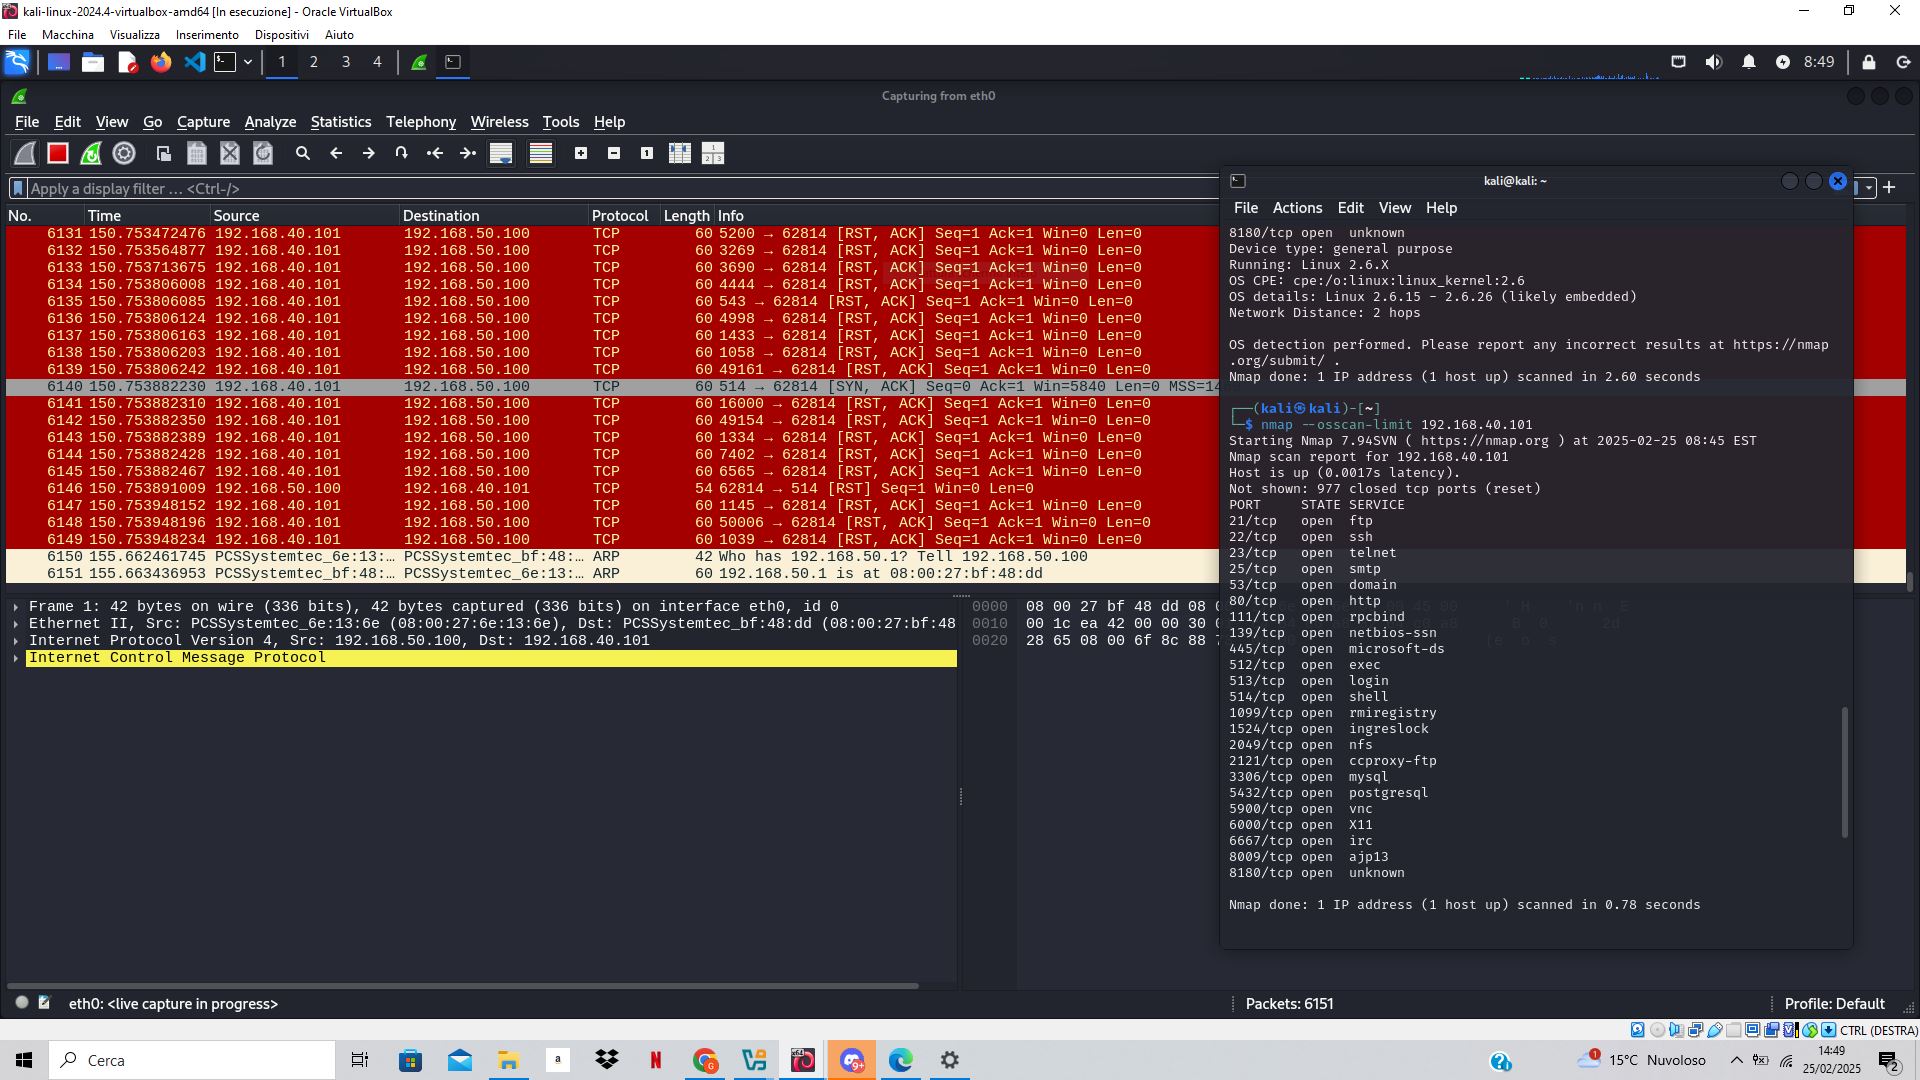 kali-linux-2024.4-virtualbox-amd64 [In esecuzione] - Oracle VirtualBox
File Macchina Visualizza Inserimento Dispositivi Aiuto
1 2 3 4
8:49
Capturing from eth0
File Edit View Go Capture Analyze Statistics Telephony Wireless Tools Help
Apply a display filter … <Ctrl-/>
No. Time Source Destination Protocol Length Info
6131 150.753472476 192.168.40.101 192.168.50.100 TCP 60 5200 → 62814 [RST, ACK] Seq=1 Ack=1 Win=0 Len=0
6132 150.753564877 192.168.40.101 192.168.50.100 TCP 60 3269 → 62814 [RST, ACK] Seq=1 Ack=1 Win=0 Len=0
6133 150.753713675 192.168.40.101 192.168.50.100 TCP 60 3690 → 62814 [RST, ACK] Seq=1 Ack=1 Win=0 Len=0
6134 150.753806008 192.168.40.101 192.168.50.100 TCP 60 4444 → 62814 [RST, ACK] Seq=1 Ack=1 Win=0 Len=0
6135 150.753806085 192.168.40.101 192.168.50.100 TCP 60 543 → 62814 [RST, ACK] Seq=1 Ack=1 Win=0 Len=0
6136 150.753806124 192.168.40.101 192.168.50.100 TCP 60 4998 → 62814 [RST, ACK] Seq=1 Ack=1 Win=0 Len=0
6137 150.753806163 192.168.40.101 192.168.50.100 TCP 60 1433 → 62814 [RST, ACK] Seq=1 Ack=1 Win=0 Len=0
6138 150.753806203 192.168.40.101 192.168.50.100 TCP 60 1058 → 62814 [RST, ACK] Seq=1 Ack=1 Win=0 Len=0
6139 150.753806242 192.168.40.101 192.168.50.100 TCP 60 49161 → 62814 [RST, ACK] Seq=1 Ack=1 Win=0 Len=0
6140 150.753882230 192.168.40.101 192.168.50.100 TCP 60 514 → 62814 [SYN, ACK] Seq=0 Ack=1 Win=5840 Len=0 MSS=14
6141 150.753882310 192.168.40.101 192.168.50.100 TCP 60 16000 → 62814 [RST, ACK] Seq=1 Ack=1 Win=0 Len=0
6142 150.753882350 192.168.40.101 192.168.50.100 TCP 60 49154 → 62814 [RST, ACK] Seq=1 Ack=1 Win=0 Len=0
6143 150.753882389 192.168.40.101 192.168.50.100 TCP 60 1334 → 62814 [RST, ACK] Seq=1 Ack=1 Win=0 Len=0
6144 150.753882428 192.168.40.101 192.168.50.100 TCP 60 7402 → 62814 [RST, ACK] Seq=1 Ack=1 Win=0 Len=0
6145 150.753882467 192.168.40.101 192.168.50.100 TCP 60 6565 → 62814 [RST, ACK] Seq=1 Ack=1 Win=0 Len=0
6146 150.753891009 192.168.50.100 192.168.40.101 TCP 54 62814 → 514 [RST] Seq=1 Win=0 Len=0
6147 150.753948152 192.168.40.101 192.168.50.100 TCP 60 1145 → 62814 [RST, ACK] Seq=1 Ack=1 Win=0 Len=0
6148 150.753948196 192.168.40.101 192.168.50.100 TCP 60 50006 → 62814 [RST, ACK] Seq=1 Ack=1 Win=0 Len=0
6149 150.753948234 192.168.40.101 192.168.50.100 TCP 60 1039 → 62814 [RST, ACK] Seq=1 Ack=1 Win=0 Len=0
6150 155.662461745 PCSSystemtec_6e:13:… PCSSystemtec_bf:48:… ARP 42 Who has 192.168.50.1? Tell 192.168.50.100
6151 155.663436953 PCSSystemtec_bf:48:… PCSSystemtec_6e:13:… ARP 60 192.168.50.1 is at 08:00:27:bf:48:dd
Frame 1: 42 bytes on wire (336 bits), 42 bytes captured (336 bits) on interface eth0, id 0
Ethernet II, Src: PCSSystemtec_6e:13:6e (08:00:27:6e:13:6e), Dst: PCSSystemtec_bf:48:dd (08:00:27:bf:48
Internet Protocol Version 4, Src: 192.168.50.100, Dst: 192.168.40.101
Internet Control Message Protocol
0000 08 00 27 bf 48 dd 08
0010 00 1c ea 42 00 00 30
0020 28 65 08 00 6f 8c 88
kali@kali: ~
File Actions Edit View Help
8180/tcp open unknown
Device type: general purpose
Running: Linux 2.6.X
OS CPE: cpe:/o:linux:linux_kernel:2.6
OS details: Linux 2.6.15 - 2.6.26 (likely embedded)
Network Distance: 2 hops
OS detection performed. Please report any incorrect results at https://nmap
.org/submit/ .
Nmap done: 1 IP address (1 host up) scanned in 2.60 seconds
┌──(kali㉿kali)-[~]
└─$ nmap --osscan-limit 192.168.40.101
Starting Nmap 7.94SVN ( https://nmap.org ) at 2025-02-25 08:45 EST
Nmap scan report for 192.168.40.101
Host is up (0.0017s latency).
Not shown: 977 closed tcp ports (reset)
PORT STATE SERVICE
21/tcp open ftp
22/tcp open ssh
23/tcp open telnet
25/tcp open smtp
53/tcp open domain
80/tcp open http
111/tcp open rpcbind
139/tcp open netbios-ssn
445/tcp open microsoft-ds
512/tcp open exec
513/tcp open login
514/tcp open shell
1099/tcp open rmiregistry
1524/tcp open ingreslock
2049/tcp open nfs
2121/tcp open ccproxy-ftp
3306/tcp open mysql
5432/tcp open postgresql
5900/tcp open vnc
6000/tcp open X11
6667/tcp open irc
8009/tcp open ajp13
8180/tcp open unknown
Nmap done: 1 IP address (1 host up) scanned in 0.78 seconds
eth0: <live capture in progress>
Packets: 6151
Profile: Default
CTRL (DESTRA)
Cerca
15°C Nuvoloso
14:49
25/02/2025